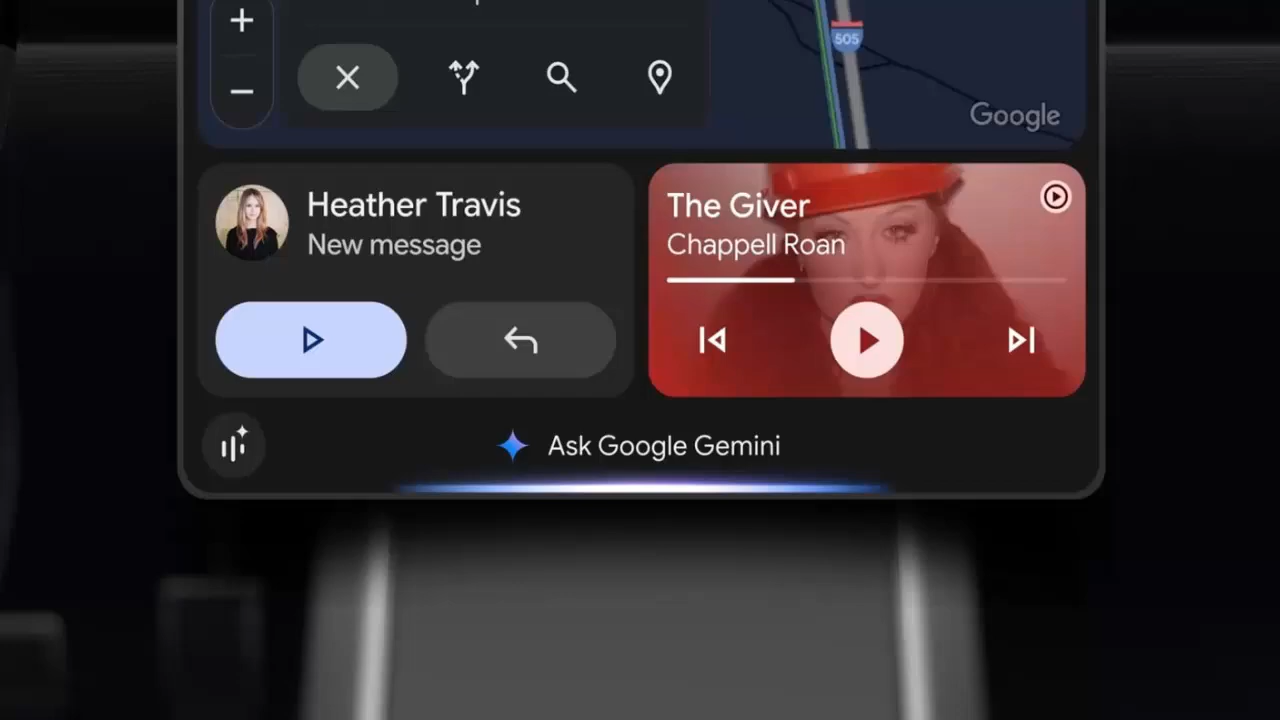 505
Google
Heather Travis
New message
The Giver
Chappell Roan
Ask Google Gemini